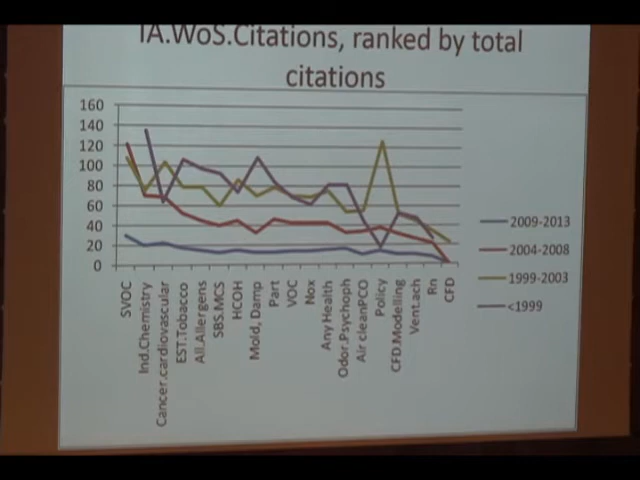 IA.WoS.Citations, ranked by total
citations
160
140
120
100
80
60
40
20
0
SVOC
Ind.Chemistry
Cancer.cardiovascular
EST.Tobacco
All.Allergens
SBS.MCS
HCOH
Mold, Damp
Part
VOC
Nox
Any Health
Odor.Psychoph
Air cleanPCO
Policy
CFD.Modelling
Vent.ach
Rn
CFD
2009-2013
2004-2008
1999-2003
<1999